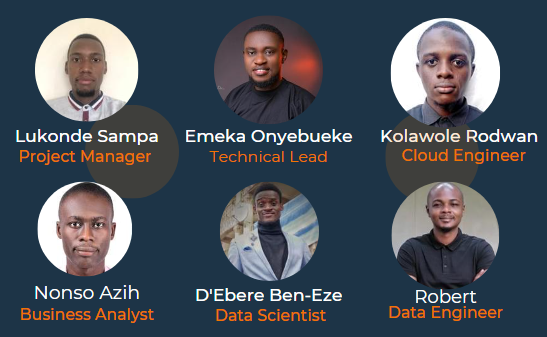 Lukonde Sampa
Project Manager
Emeka Onyebueke
Technical Lead
Kolawole Rodwan
Cloud Engineer
Nonso Azih
Business Analyst
D'Ebere Ben-Eze
Data Scientist
Robert
Data Engineer